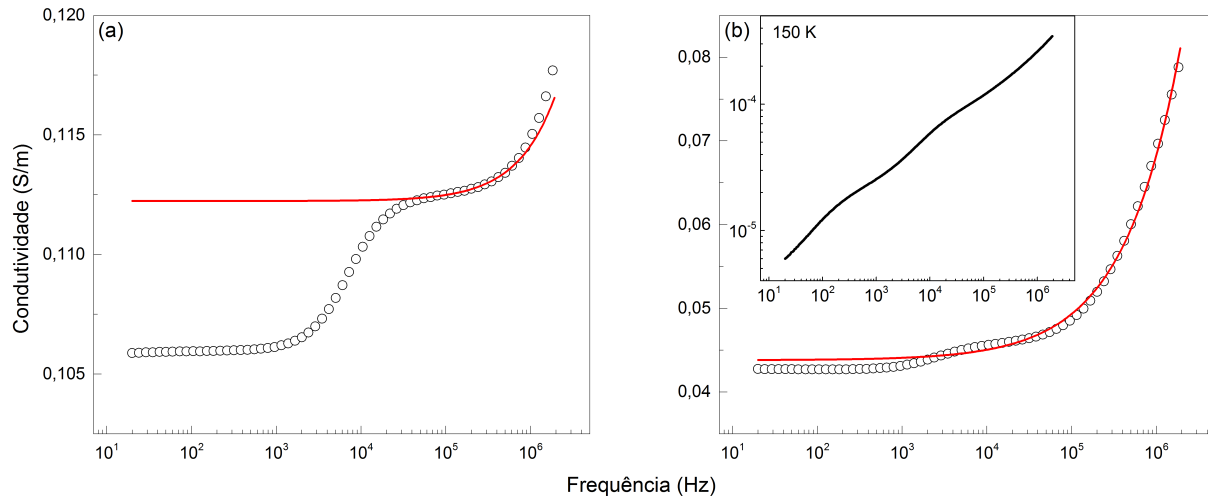 (a)
0,120
0,115
0,110
0,105
10¹ 10² 10³ 10⁴ 10⁵ 10⁶
Condutividade (S/m)
(b)
0,08
0,07
0,06
0,05
0,04
10¹ 10² 10³ 10⁴ 10⁵ 10⁶
150 K
10⁻⁴
10⁻⁵
10¹ 10² 10³ 10⁴ 10⁵ 10⁶
Frequência (Hz)